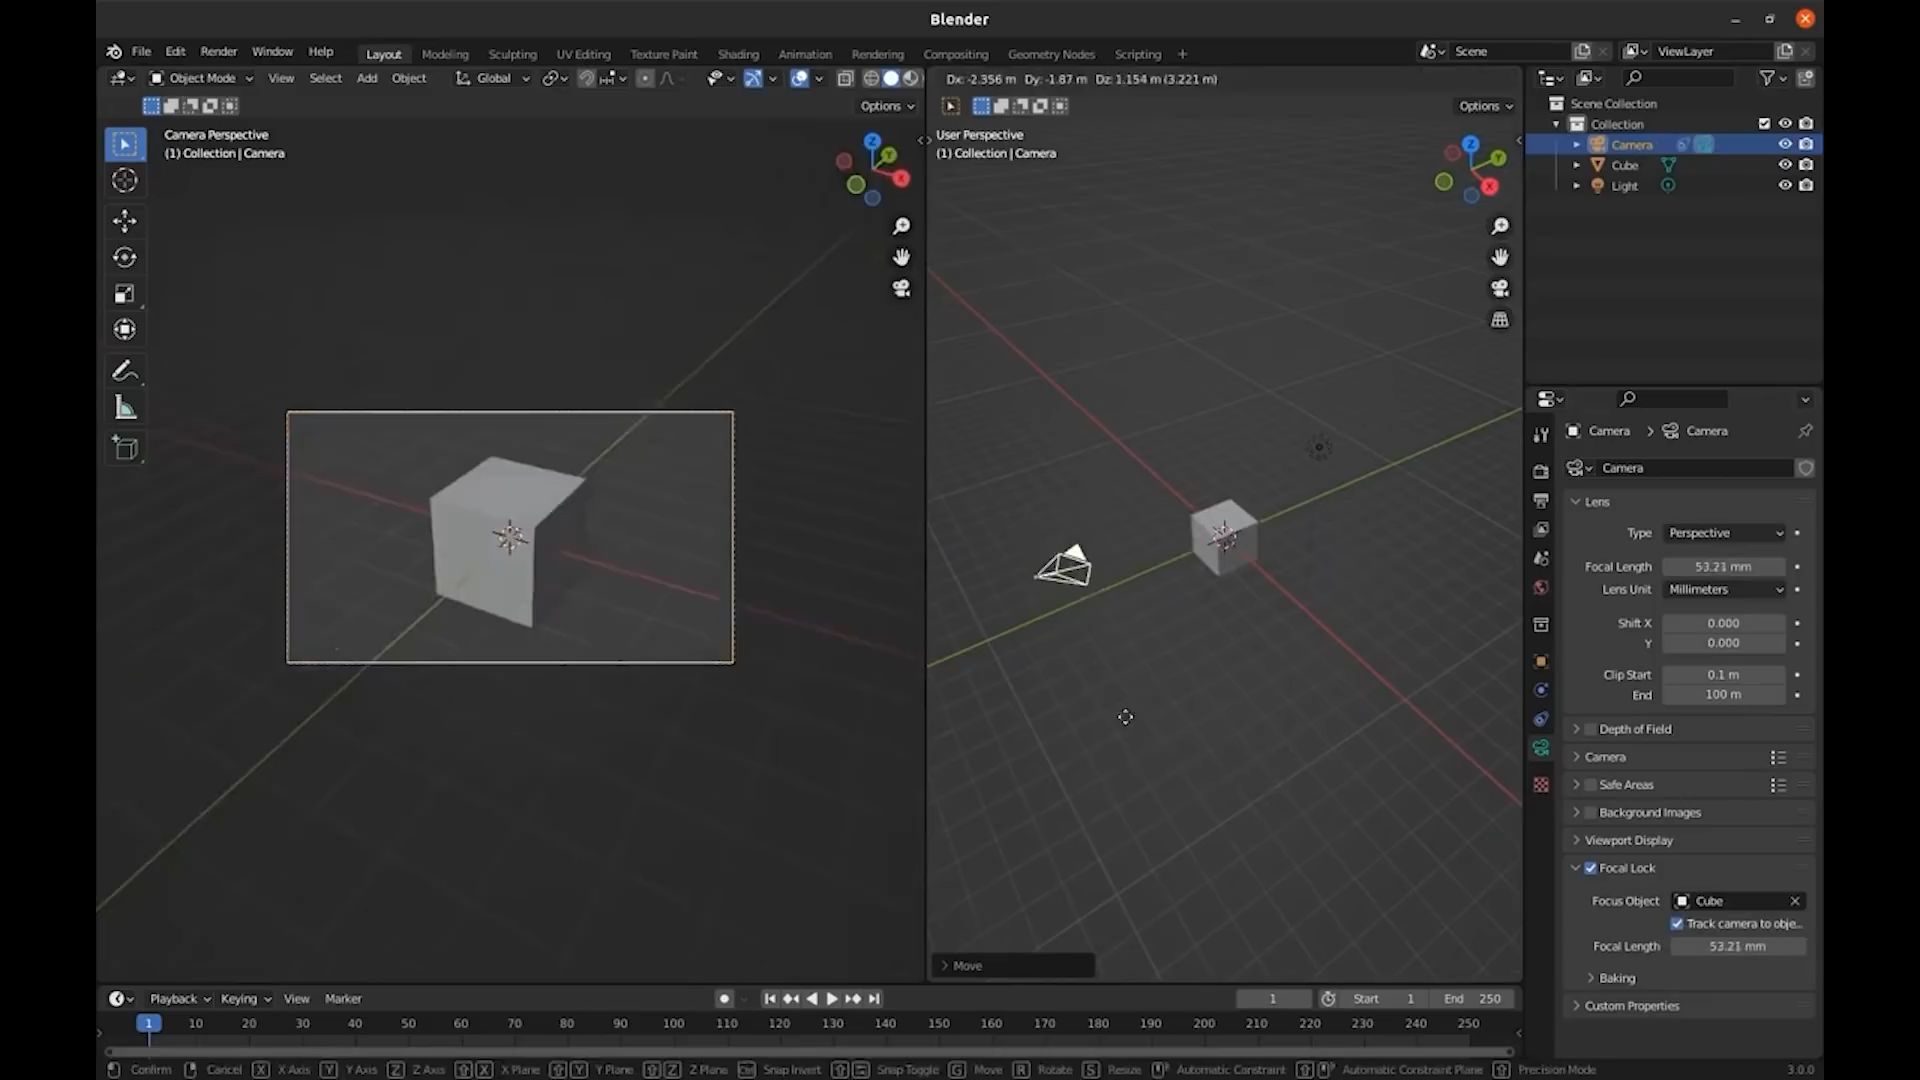 Blender
File Edit Render Window Help Layout Modeling Sculpting UV Editing Texture Paint Shading Animation Rendering Compositing Geometry Nodes Scripting + Scene ViewLayer
Object Mode View Select Add Object Global Dx: -2.356 m Dy: -1.87 m Dz: 1.154 m (3.221 m)
Options Options
Camera Perspective
(1) Collection | Camera
User Perspective
(1) Collection | Camera
Z Y X
Z Y X
Scene Collection
Collection
Camera
Cube
Light
Camera > Camera
Camera
Lens
Type Perspective
Focal Length 53.21 mm
Lens Unit Millimeters
Shift X 0.000
Y 0.000
Clip Start 0.1 m
End 100 m
Depth of Field
Camera
Safe Areas
Background Images
Viewport Display
Focal Lock
Focus Object Cube
Track camera to obje...
Focal Length 53.21 mm
Baking
Custom Properties
Move
Playback Keying View Marker 1 Start 1 End 250
1 10 20 30 40 50 60 70 80 90 100 110 120 130 140 150 160 170 180 190 200 210 220 230 240 250
Confirm Cancel X X Axis Y Y Axis Z Z Axis X X Plane Y Y Plane Z Z Plane Ctrl Snap Invert Snap Toggle G Move R Rotate S Resize Automatic Constraint Automatic Constraint Plane Precision Mode 3.0.0